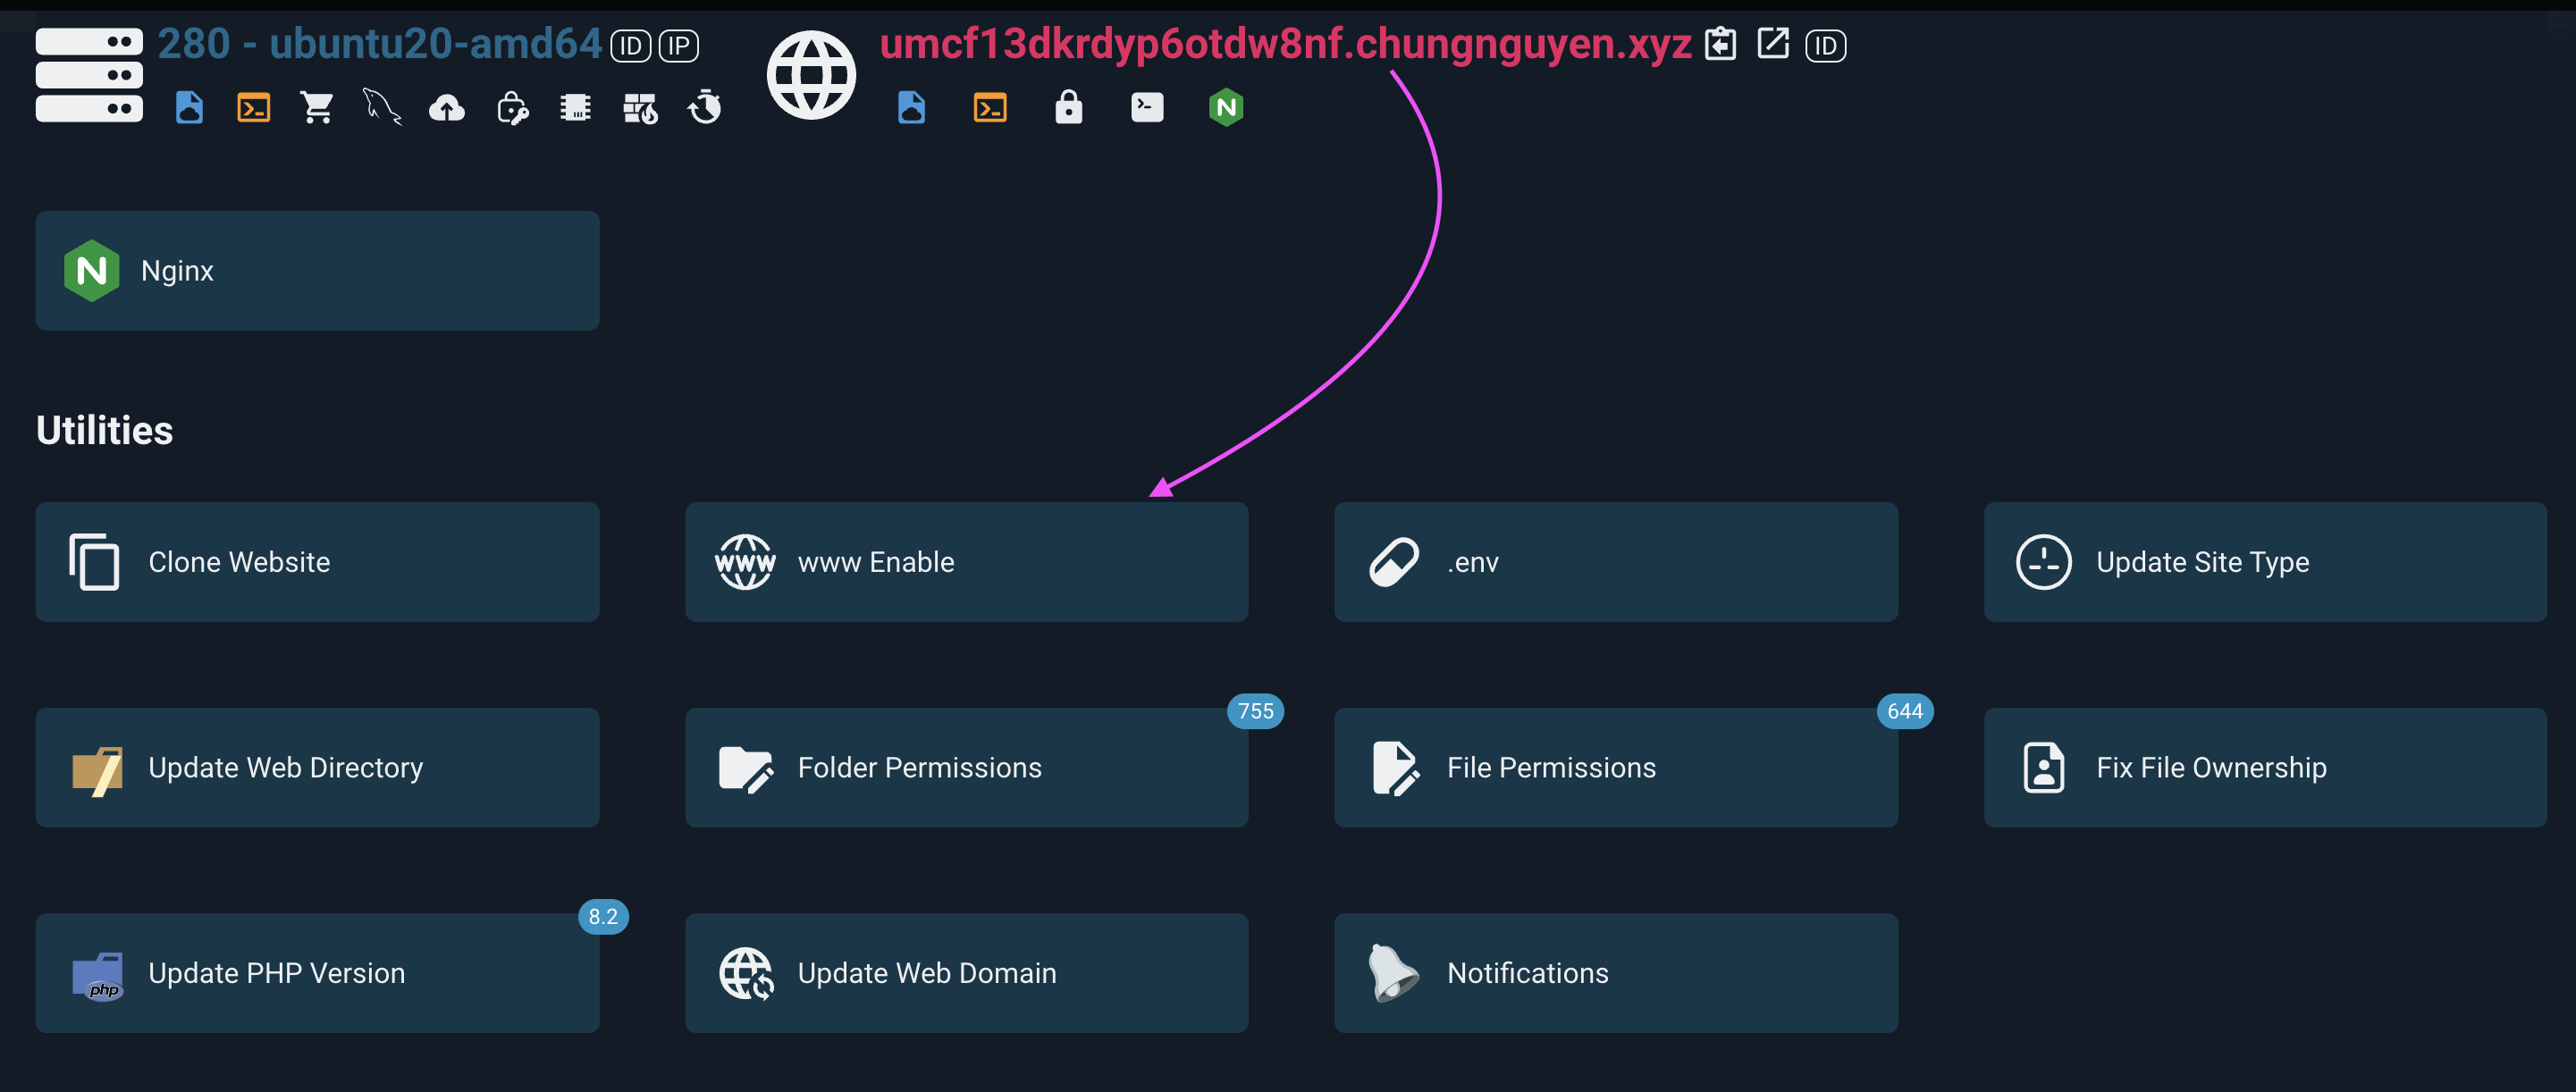 280 - ubuntu20-amd64 ID IP
umcf13dkrdyp6otdw8nf.chungnguyen.xyz ID
N
N Nginx
Utilities
Clone Website
www www Enable
.env
Update Site Type
Update Web Directory
755
Folder Permissions
644
File Permissions
Fix File Ownership
8.2
php Update PHP Version
Update Web Domain
Notifications